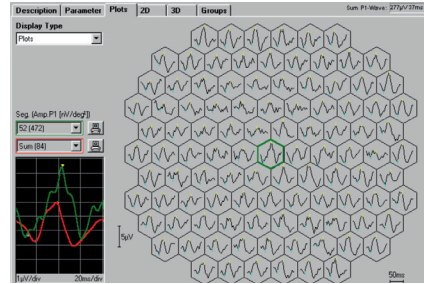 Description Parameter Plots 2D 3D Groups
Sum P1-Wave: 277µV 37ms
Display Type
Plots
Seg: (Amp.P1 [nV/deg²])
52 (472)
Sum (84)
5µV
1µV/div 20ms/div
50ms